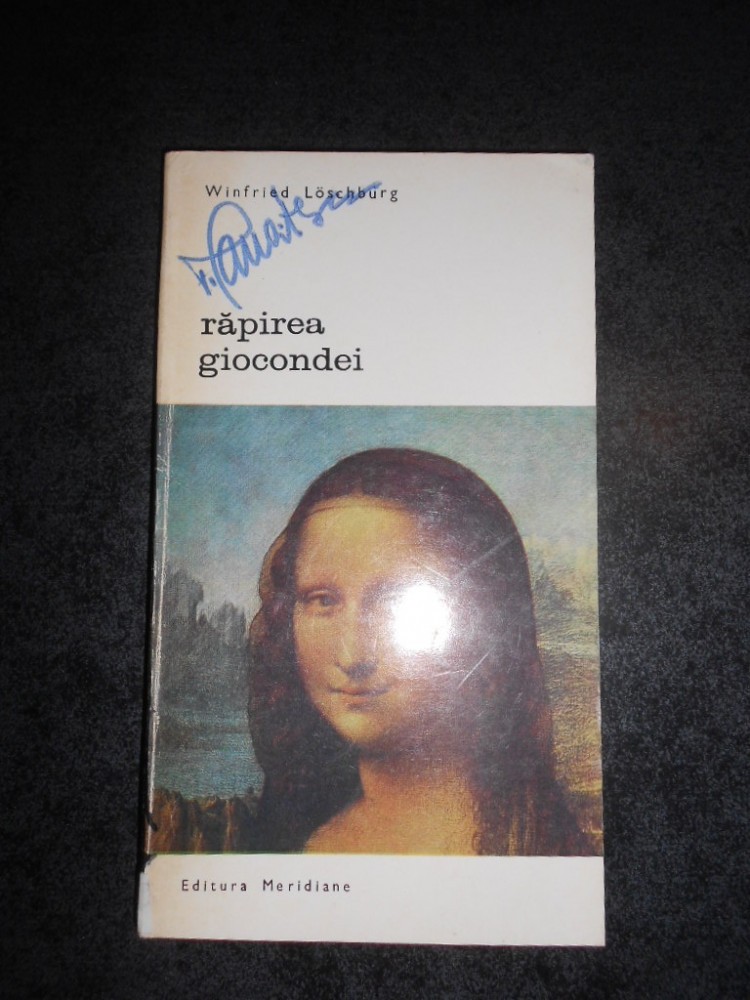 Winfried Löschburg
răpirea
giocondei
Editura Meridiane